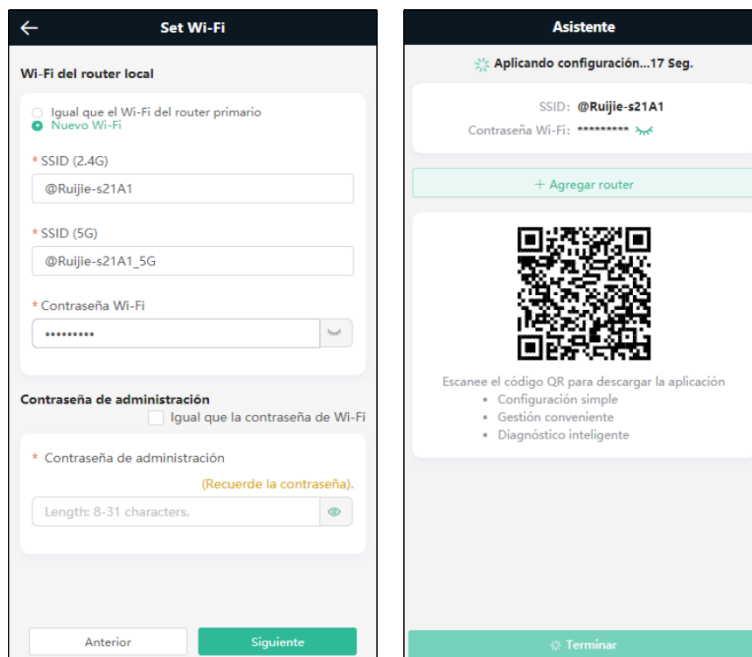 Set Wi-Fi
Wi-Fi del router local
Igual que el Wi-Fi del router primario
Nuevo Wi-Fi
* SSID (2.4G)
@Ruijie-s21A1
* SSID (5G)
@Ruijie-s21A1_5G
* Contraseña Wi-Fi
•••••••••
Contraseña de administración
Igual que la contraseña de Wi-Fi
* Contraseña de administración
(Recuerde la contraseña).
Length: 8-31 characters.
Anterior
Siguiente
Asistente
Aplicando configuración...17 Seg.
SSID: @Ruijie-s21A1
Contraseña Wi-Fi: *********
+ Agregar router
Escanee el código QR para descargar la aplicación
• Configuración simple
• Gestión conveniente
• Diagnóstico inteligente
Terminar